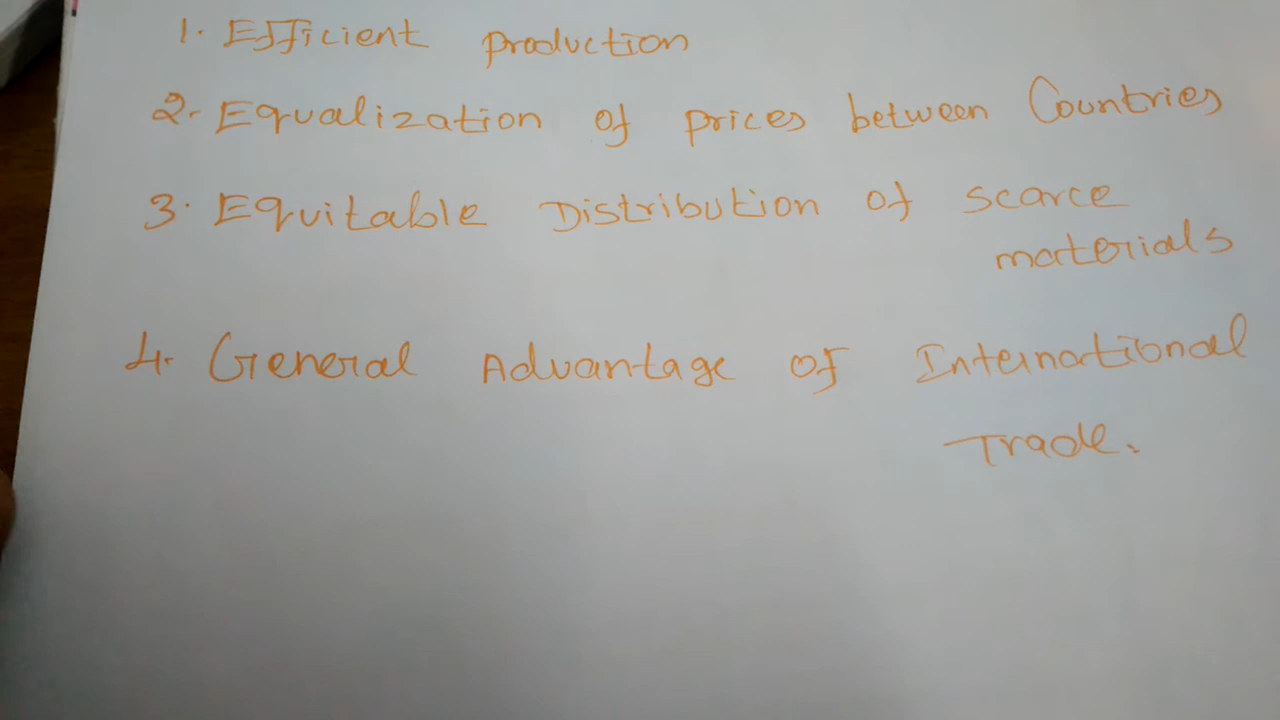 1. Efficient production
2. Equalization of prices between Countries
3. Equitable Distribution of scarce
materials
4. General Advantage of International
Trade.